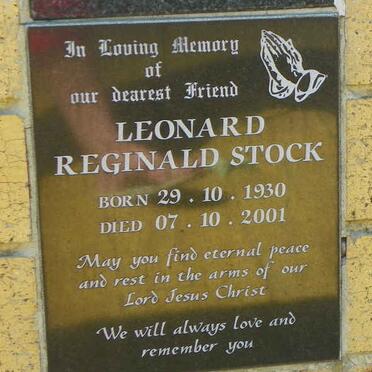 In Loving Memory
of
our dearest Friend
LEONARD
REGINALD STOCK
BORN 29 . 10 . 1930
DIED 07 . 10 . 2001
May you find eternal peace
and rest in the arms of our
Lord Jesus Christ
We will always love and
remember you